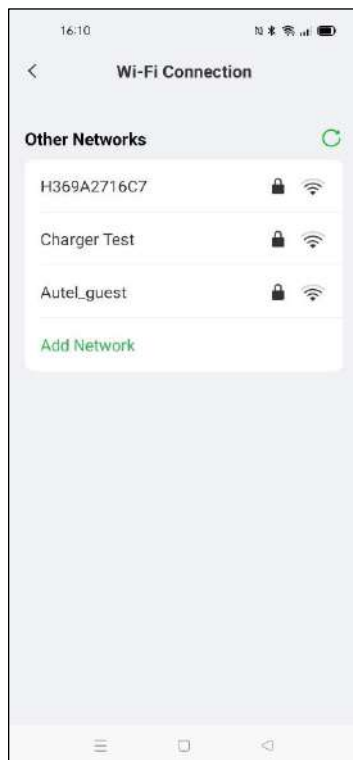 16:10
Wi-Fi Connection
Other Networks
H369A2716C7
Charger Test
Autel_guest
Add Network